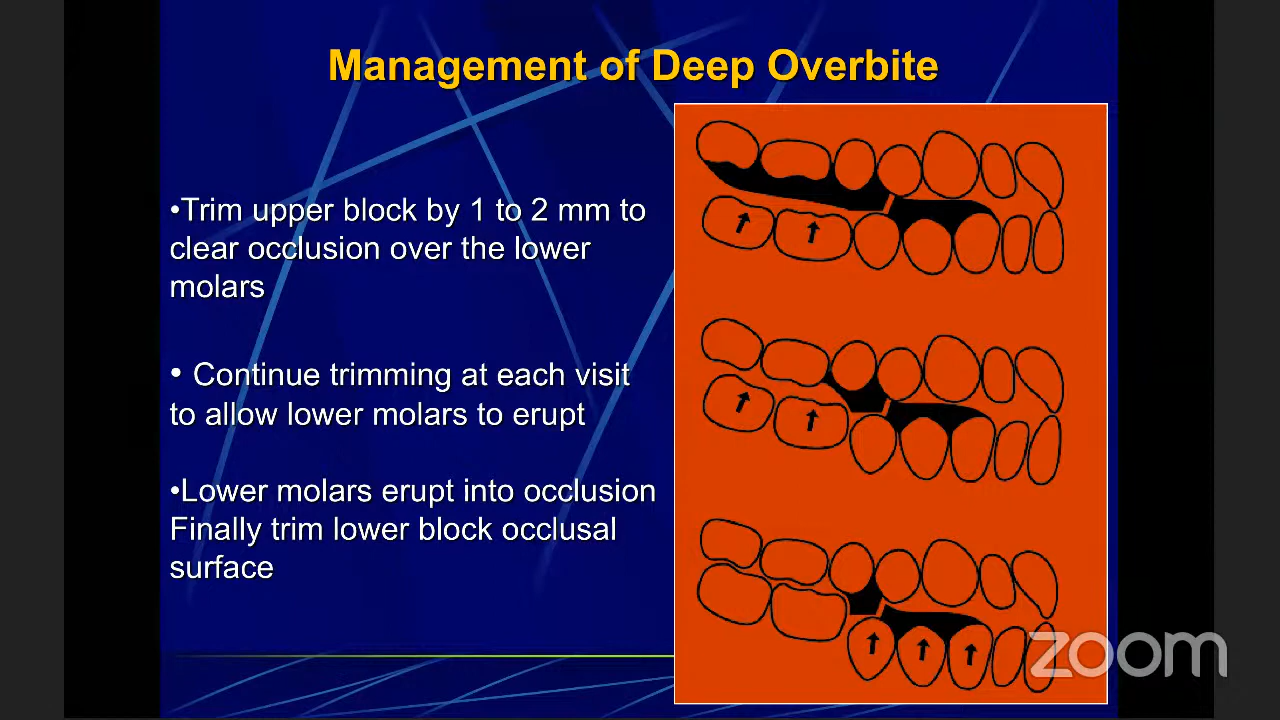 Management of Deep Overbite
•Trim upper block by 1 to 2 mm to
clear occlusion over the lower
molars
• Continue trimming at each visit
to allow lower molars to erupt
•Lower molars erupt into occlusion
Finally trim lower block occlusal
surface
zoom